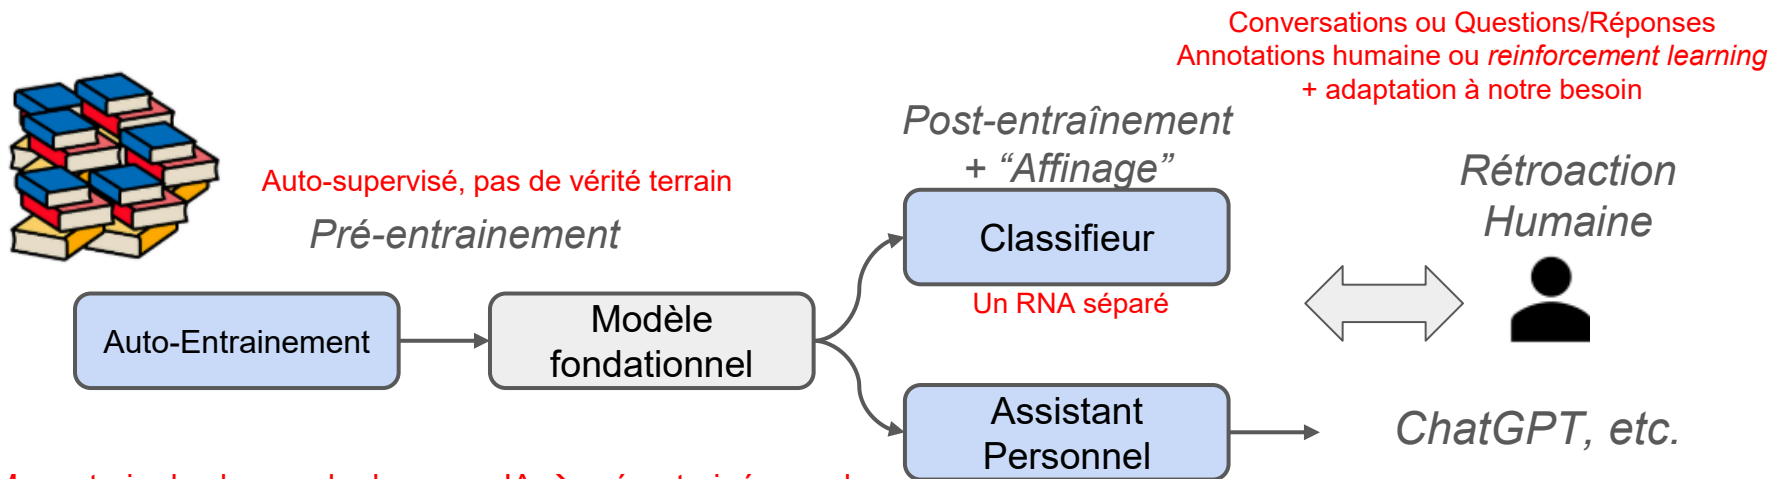 Conversations ou Questions/Réponses
Annotations humaine ou reinforcement learning
+ adaptation à notre besoin
Post-entraînement
+ “Affinage”
Auto-supervisé, pas de vérité terrain
Pré-entrainement
Rétroaction
Humaine
Classifieur
Un RNA séparé
Auto-Entrainement
Modèle
fondationnel
Assistant
Personnel
ChatGPT, etc.